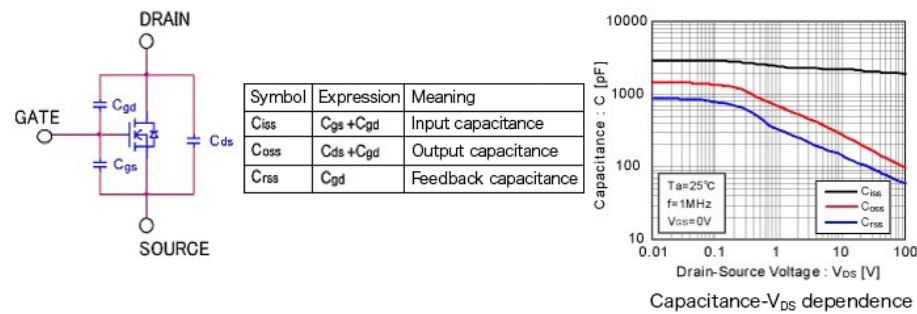 DRAIN
Cgd
GATE
Cds
Cgs
SOURCE
Symbol Expression Meaning
Ciss Cgs+Cgd Input capacitance
Coss Cds+Cgd Output capacitance
Crss Cgd Feedback capacitance
10000
1000
100
10
Capacitance : C [pF]
Ta=25℃
f=1MHz
VGS=0V
Ciss
Coss
Crss
0.01 0.1 1 10 100
Drain-Source Voltage : VDS [V]
Capacitance-VDS dependence